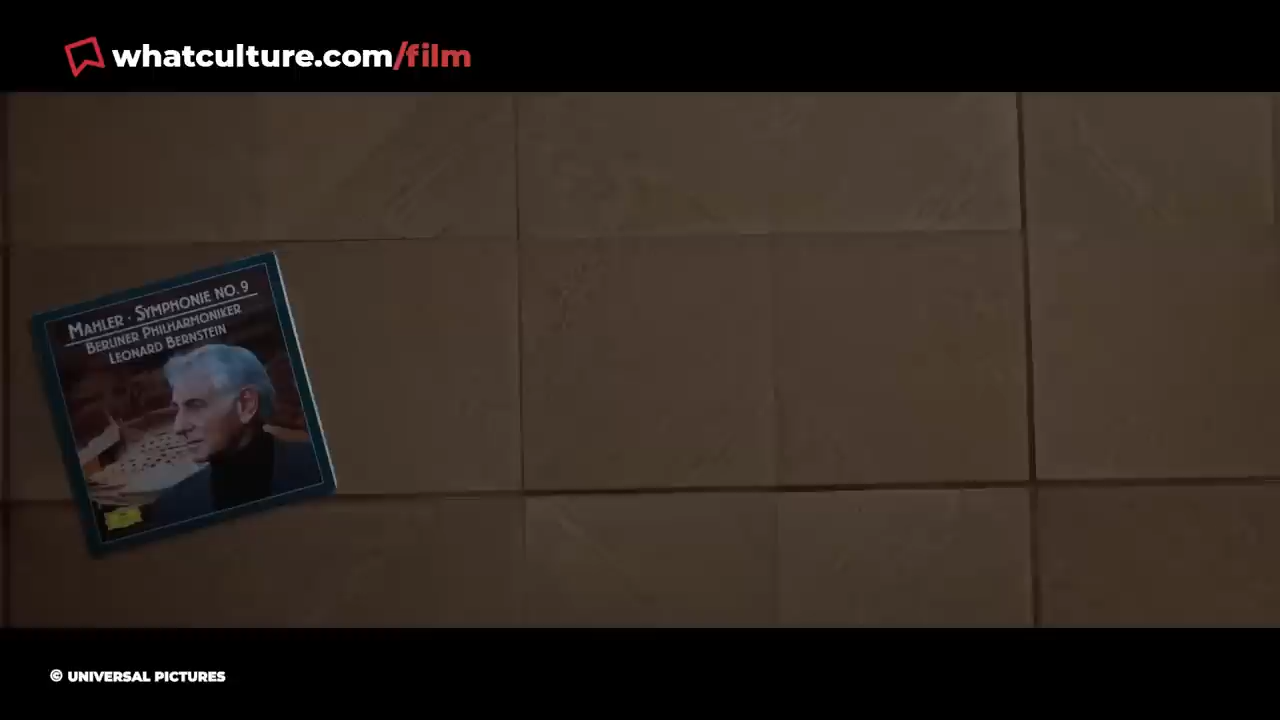 whatculture.com/film
MAHLER · SYMPHONIE NO. 9
BERLINER PHILHARMONIKER
LEONARD BERNSTEIN
© UNIVERSAL PICTURES